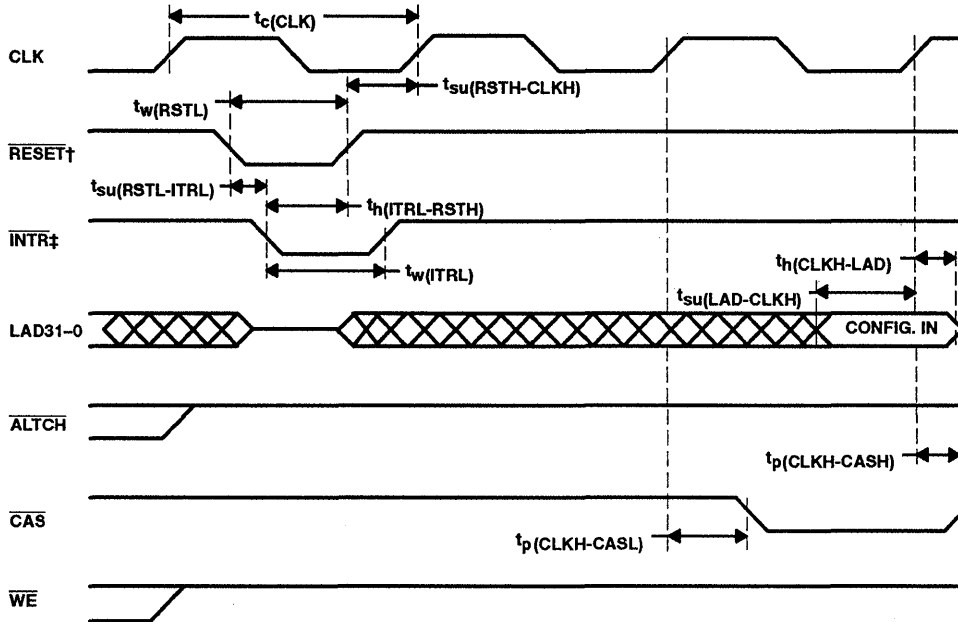 tc(CLK)
CLK
tsu(RSTH-CLKH)
tw(RSTL)
RESET†
tsu(RSTL-ITRL)
th(ITRL-RSTH)
INTR‡
tw(ITRL)
th(CLKH-LAD)
tsu(LAD-CLKH)
LAD31–0
CONFIG. IN
ALTCH
tp(CLKH-CASH)
CAS
tp(CLKH-CASL)
WE